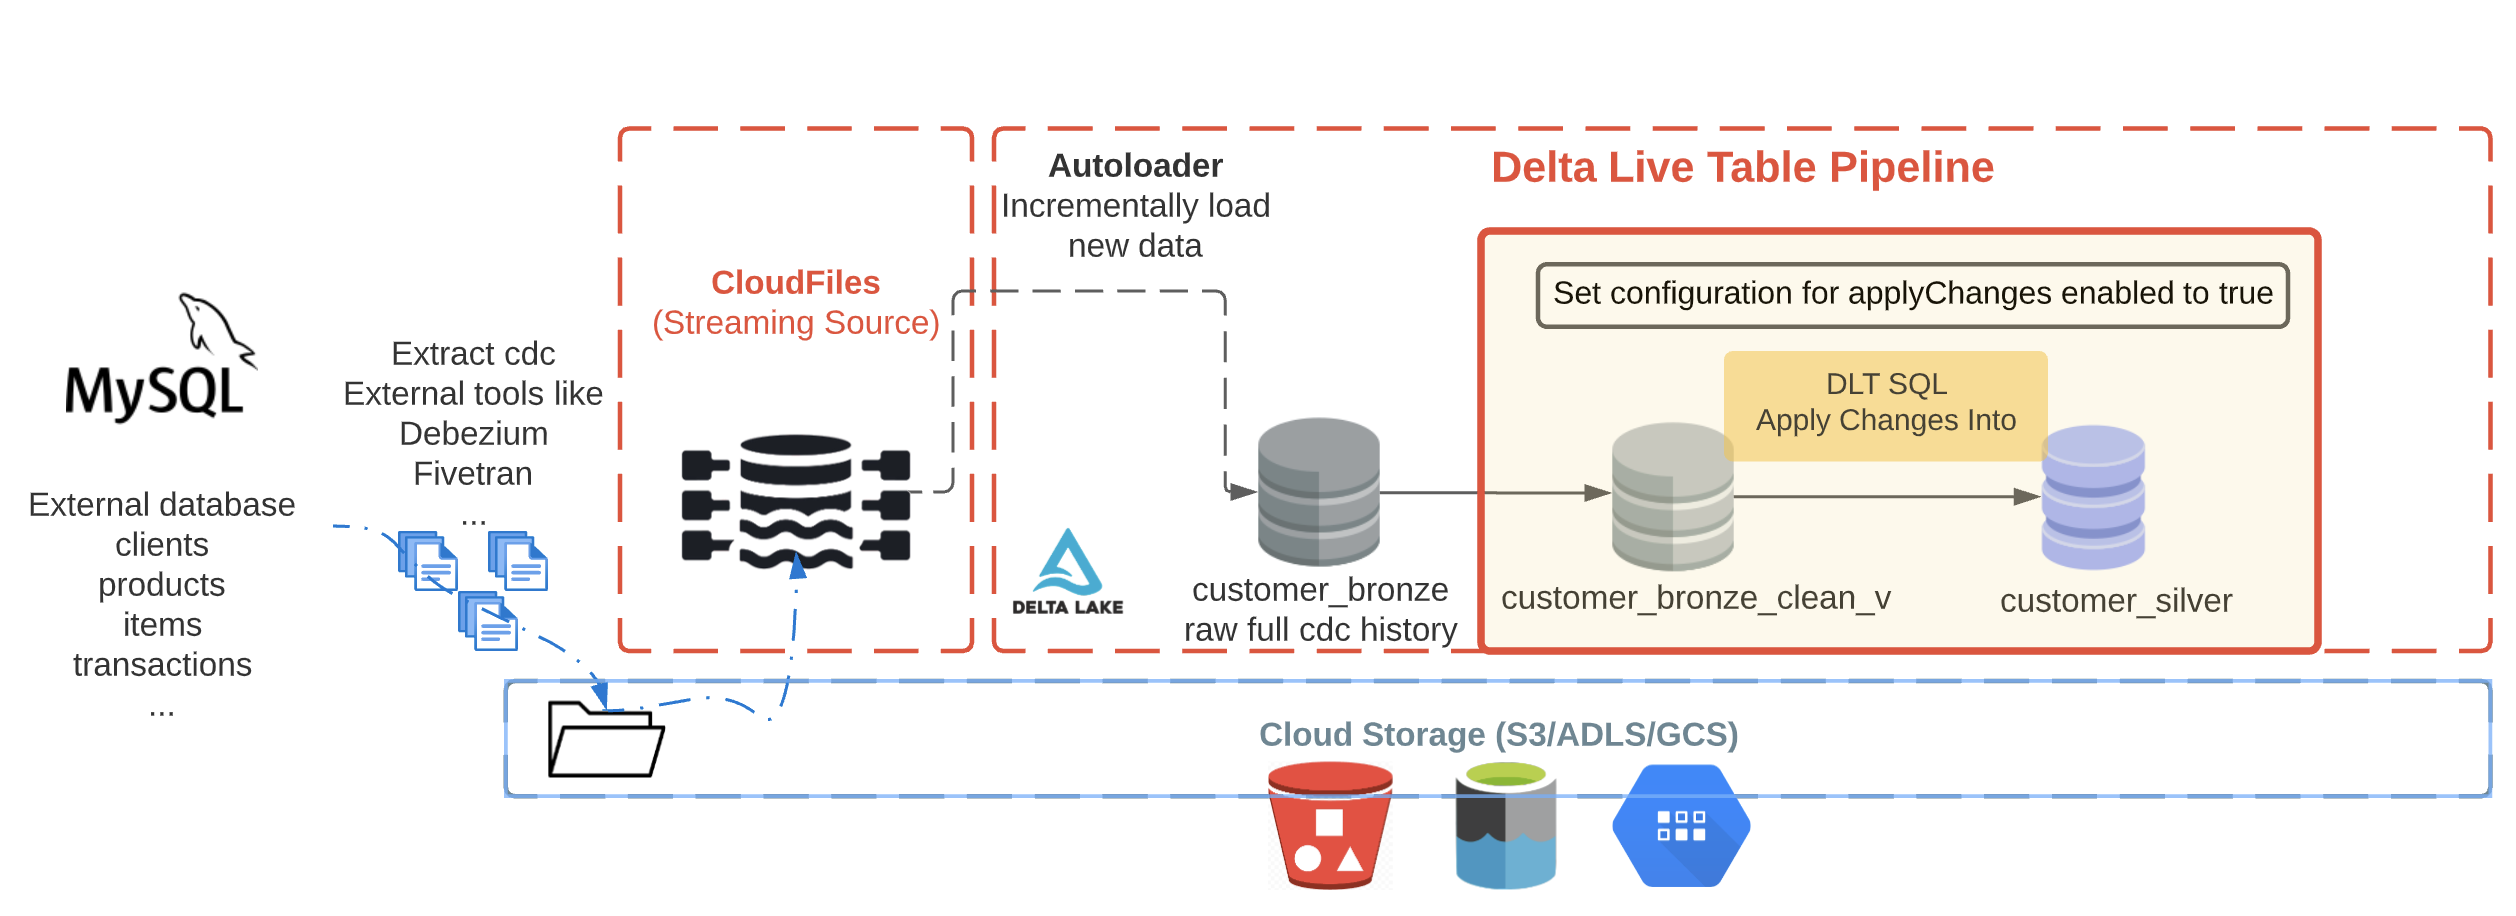 MySQL
External database
clients
products
items
transactions
...
Extract cdc
External tools like
Debezium
Fivetran
...
CloudFiles
(Streaming Source)
Autoloader
Incrementally load
new data
DELTA LAKE
Delta Live Table Pipeline
customer_bronze
raw full cdc history
Set configuration for applyChanges enabled to true
DLT SQL
Apply Changes Into
customer_bronze_clean_v
customer_silver
Cloud Storage (S3/ADLS/GCS)